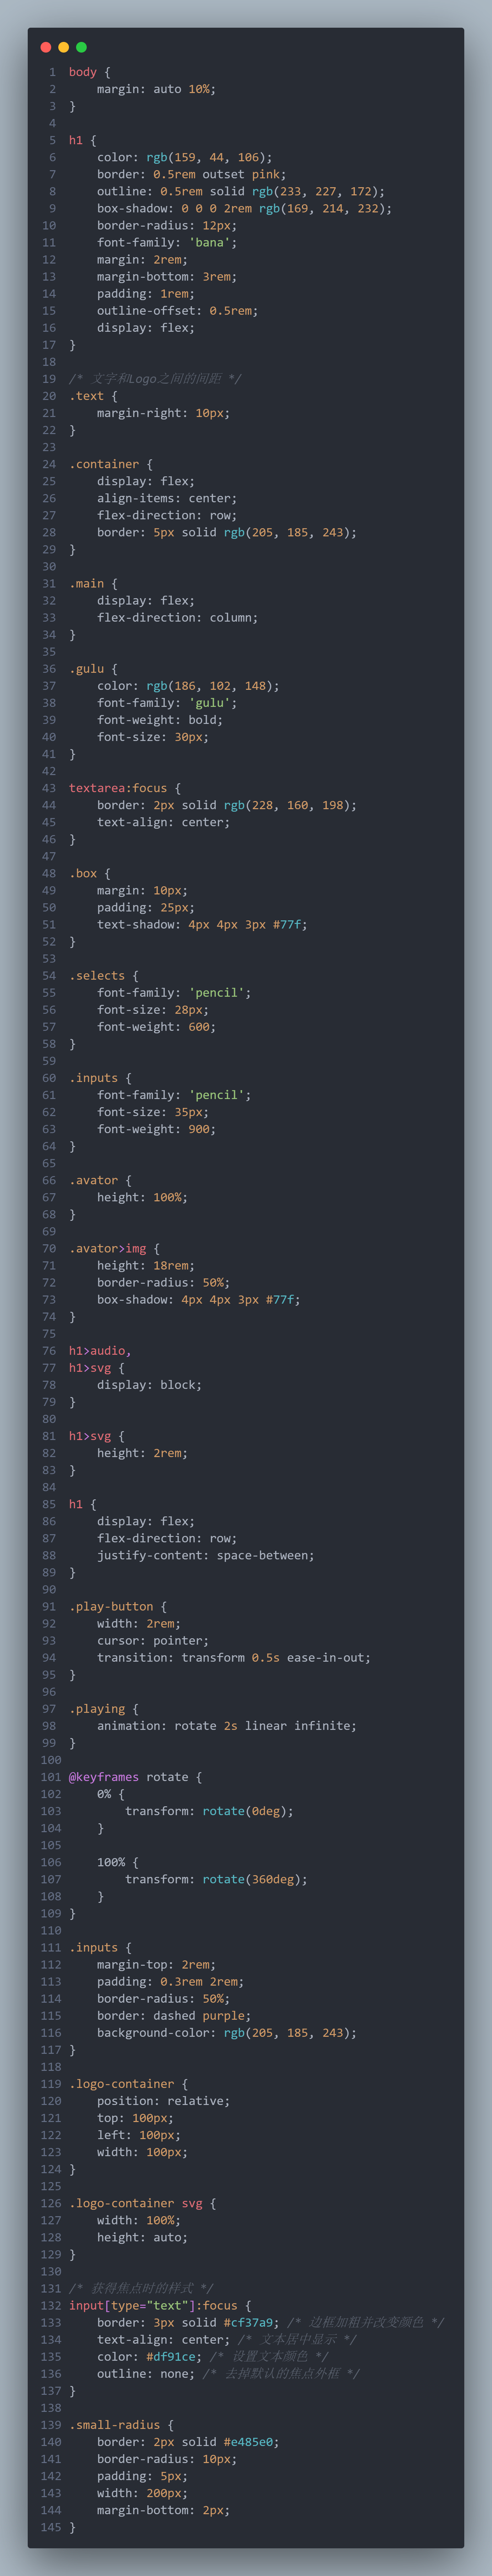 1 body {
2 margin: auto 10%;
3 }
4
5 h1 {
6 color: rgb(159, 44, 106);
7 border: 0.5rem outset pink;
8 outline: 0.5rem solid rgb(233, 227, 172);
9 box-shadow: 0 0 0 2rem rgb(169, 214, 232);
10 border-radius: 12px;
11 font-family: 'bana';
12 margin: 2rem;
13 margin-bottom: 3rem;
14 padding: 1rem;
15 outline-offset: 0.5rem;
16 display: flex;
17 }
18
19 /* 文字和Logo之间的间距 */
20 .text {
21 margin-right: 10px;
22 }
23
24 .container {
25 display: flex;
26 align-items: center;
27 flex-direction: row;
28 border: 5px solid rgb(205, 185, 243);
29 }
30
31 .main {
32 display: flex;
33 flex-direction: column;
34 }
35
36 .gulu {
37 color: rgb(186, 102, 148);
38 font-family: 'gulu';
39 font-weight: bold;
40 font-size: 30px;
41 }
42
43 textarea:focus {
44 border: 2px solid rgb(228, 160, 198);
45 text-align: center;
46 }
47
48 .box {
49 margin: 10px;
50 padding: 25px;
51 text-shadow: 4px 4px 3px #77f;
52 }
53
54 .selects {
55 font-family: 'pencil';
56 font-size: 28px;
57 font-weight: 600;
58 }
59
60 .inputs {
61 font-family: 'pencil';
62 font-size: 35px;
63 font-weight: 900;
64 }
65
66 .avator {
67 height: 100%;
68 }
69
70 .avator>img {
71 height: 18rem;
72 border-radius: 50%;
73 box-shadow: 4px 4px 3px #77f;
74 }
75
76 h1>audio,
77 h1>svg {
78 display: block;
79 }
80
81 h1>svg {
82 height: 2rem;
83 }
84
85 h1 {
86 display: flex;
87 flex-direction: row;
88 justify-content: space-between;
89 }
90
91 .play-button {
92 width: 2rem;
93 cursor: pointer;
94 transition: transform 0.5s ease-in-out;
95 }
96
97 .playing {
98 animation: rotate 2s linear infinite;
99 }
100
101 @keyframes rotate {
102 0% {
103 transform: rotate(0deg);
104 }
105
106 100% {
107 transform: rotate(360deg);
108 }
109 }
110
111 .inputs {
112 margin-top: 2rem;
113 padding: 0.3rem 2rem;
114 border-radius: 50%;
115 border: dashed purple;
116 background-color: rgb(205, 185, 243);
117 }
118
119 .logo-container {
120 position: relative;
121 top: 100px;
122 left: 100px;
123 width: 100px;
124 }
125
126 .logo-container svg {
127 width: 100%;
128 height: auto;
129 }
130
131 /* 获得焦点时的样式 */
132 input[type="text"]:focus {
133 border: 3px solid #cf37a9; /* 边框加粗并改变颜色 */
134 text-align: center; /* 文本居中显示 */
135 color: #df91ce; /* 设置文本颜色 */
136 outline: none; /* 去掉默认的焦点外框 */
137 }
138
139 .small-radius {
140 border: 2px solid #e485e0;
141 border-radius: 10px;
142 padding: 5px;
143 width: 200px;
144 margin-bottom: 2px;
145 }